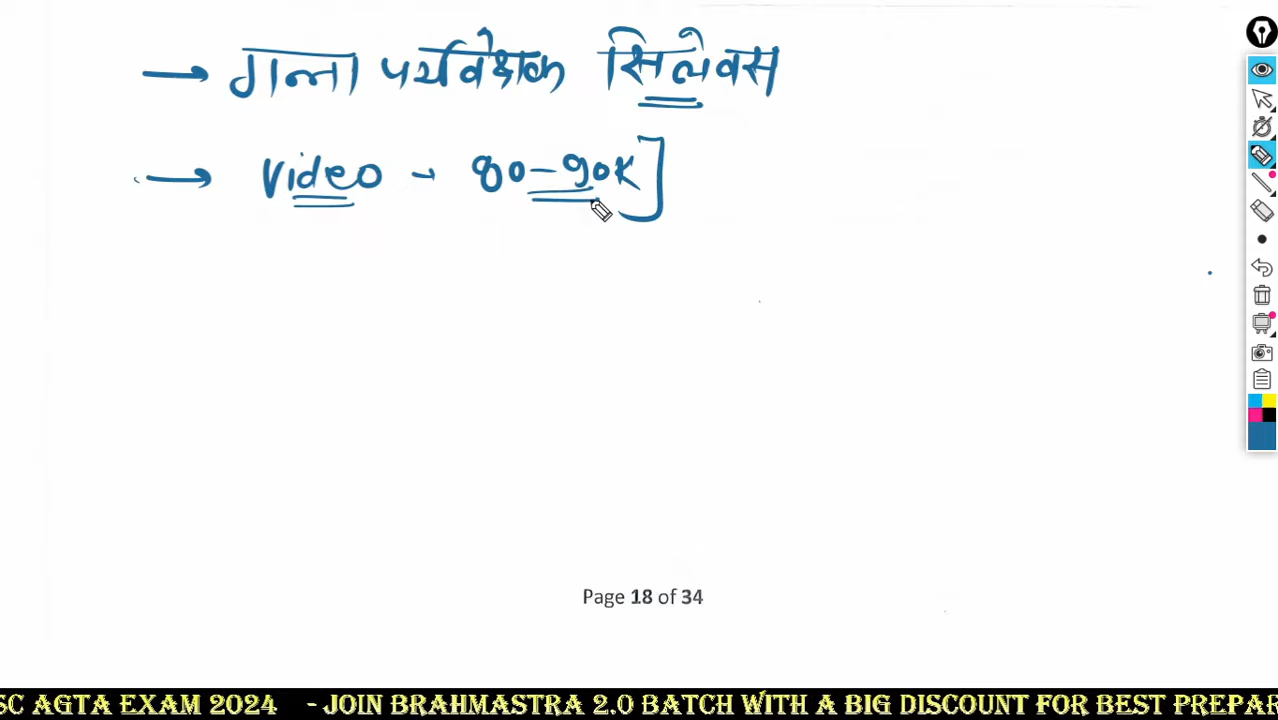 → गन्ना पर्यवेक्षक सिलेबस
→ Video - 80-90K]
Page 18 of 34
SC AGTA EXAM 2024 - JOIN BRAHMASTRA 2.0 BATCH WITH A BIG DISCOUNT FOR BEST PREPAR